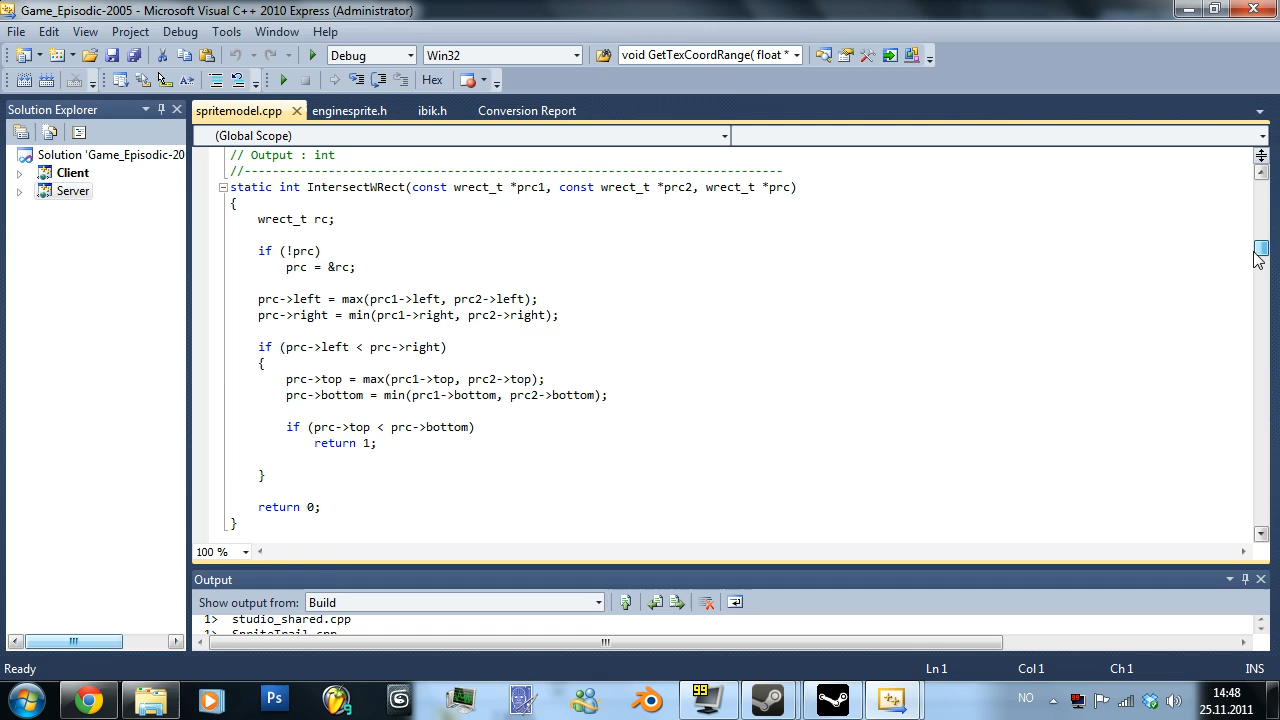 Game_Episodic-2005 - Microsoft Visual C++ 2010 Express (Administrator)
File Edit View Project Debug Tools Window Help
Debug Win32 void GetTexCoordRange( float *
Hex
Solution Explorer
spritemodel.cpp enginesprite.h ibik.h Conversion Report
(Global Scope)
Solution 'Game_Episodic-20
Client
Server
// Output : int
//-----------------------------------------------------------------------------
static int IntersectWRect(const wrect_t *prc1, const wrect_t *prc2, wrect_t *prc)
{
wrect_t rc;
if (!prc)
prc = &rc;
prc->left = max(prc1->left, prc2->left);
prc->right = min(prc1->right, prc2->right);
if (prc->left < prc->right)
{
prc->top = max(prc1->top, prc2->top);
prc->bottom = min(prc1->bottom, prc2->bottom);
if (prc->top < prc->bottom)
return 1;
}
return 0;
}
100 %
Output
Show output from: Build
1> studio_shared.cpp
1> SpriteTrail.cpp
Ready Ln 1 Col 1 Ch 1 INS
Ps 99 NO 14:48
25.11.2011